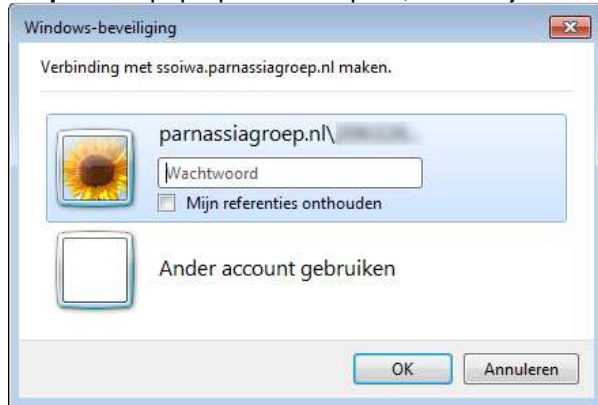 Windows-beveiliging
Verbinding met ssoiwa.parnassiagroep.nl maken.
parnassiagroep.nl\
Wachtwoord
Mijn referenties onthouden
Ander account gebruiken
OK Annuleren